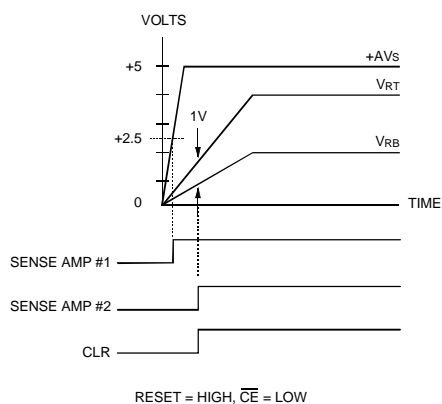 VOLTS
+5
+AVS
VRT
1V
+2.5
VRB
0
TIME
SENSE AMP #1
SENSE AMP #2
CLR
RESET = HIGH, CE = LOW